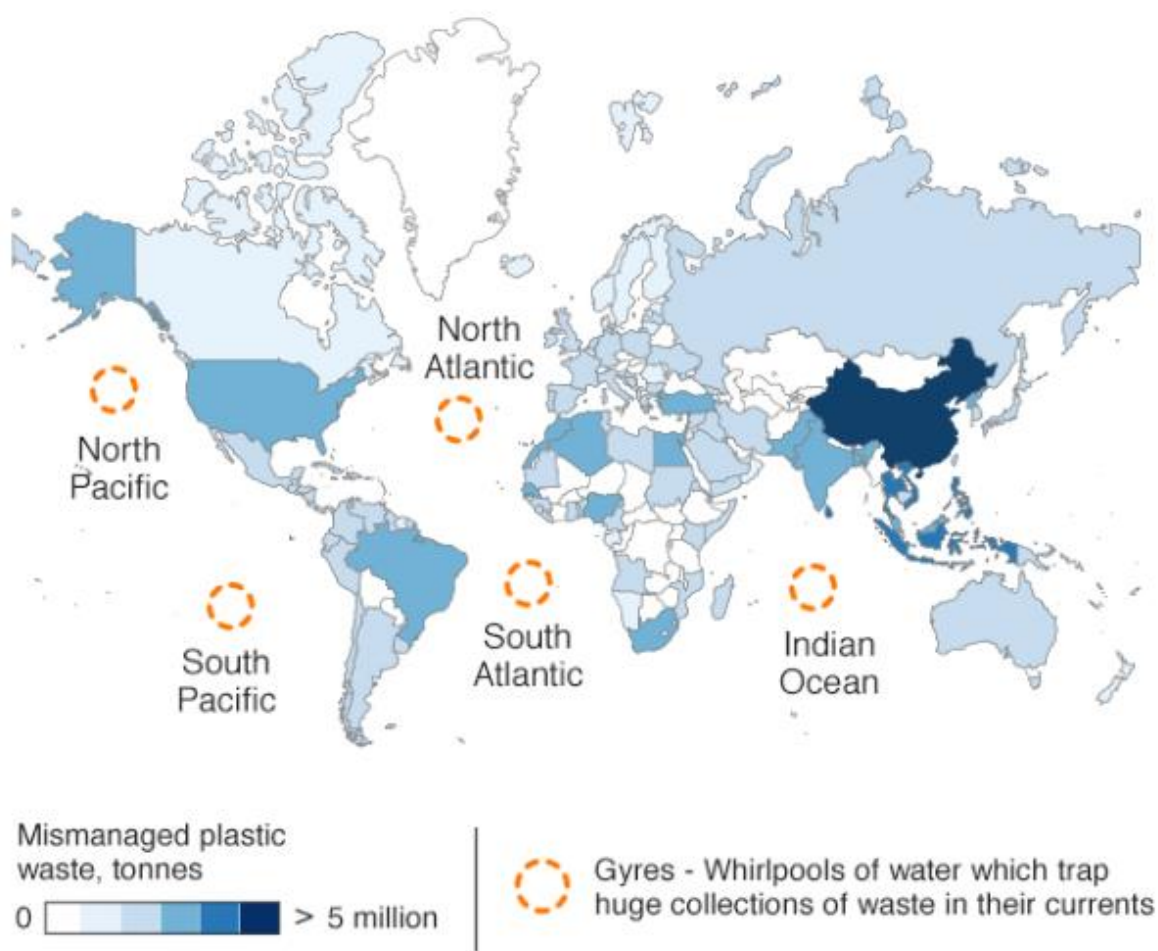 North
Atlantic
North
Pacific
South
Pacific
South
Atlantic
Indian
Ocean
Mismanaged plastic
waste, tonnes
0 > 5 million
Gyres - Whirlpools of water which trap
huge collections of waste in their currents